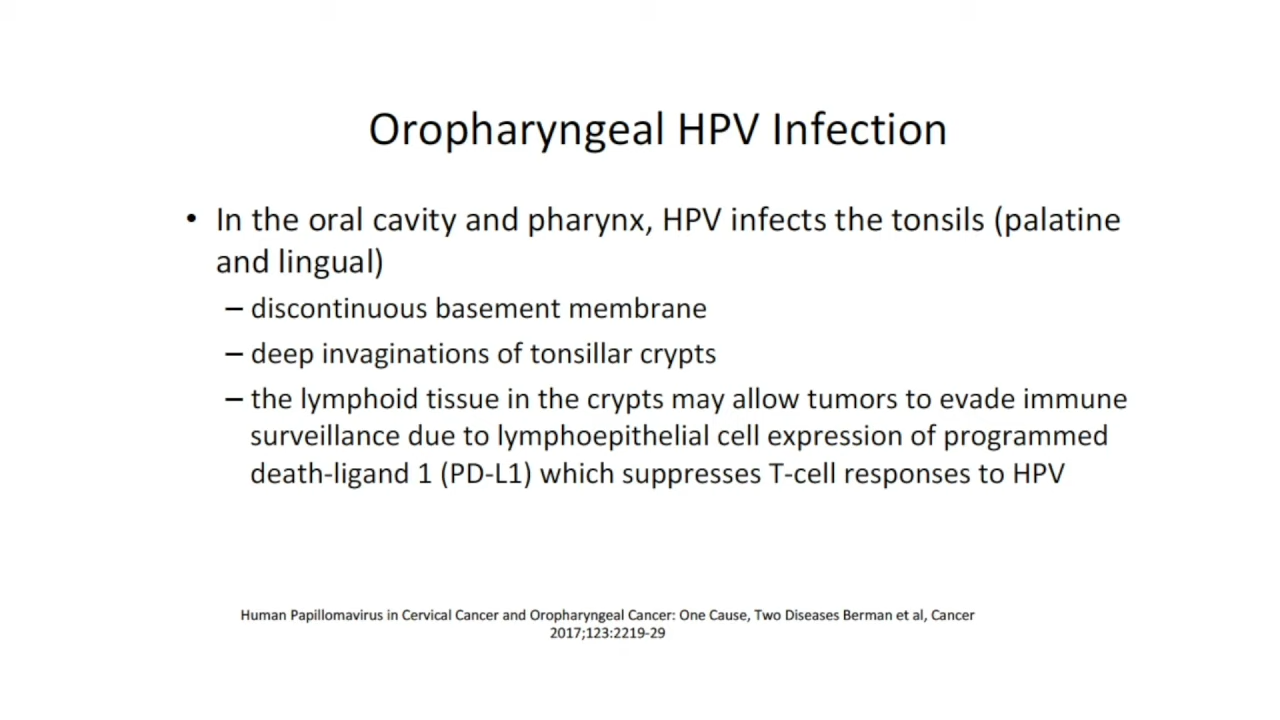 Oropharyngeal HPV Infection
• In the oral cavity and pharynx, HPV infects the tonsils (palatine
and lingual)
– discontinuous basement membrane
– deep invaginations of tonsillar crypts
– the lymphoid tissue in the crypts may allow tumors to evade immune
surveillance due to lymphoepithelial cell expression of programmed
death-ligand 1 (PD-L1) which suppresses T-cell responses to HPV
Human Papillomavirus in Cervical Cancer and Oropharyngeal Cancer: One Cause, Two Diseases Berman et al, Cancer
2017;123:2219-29